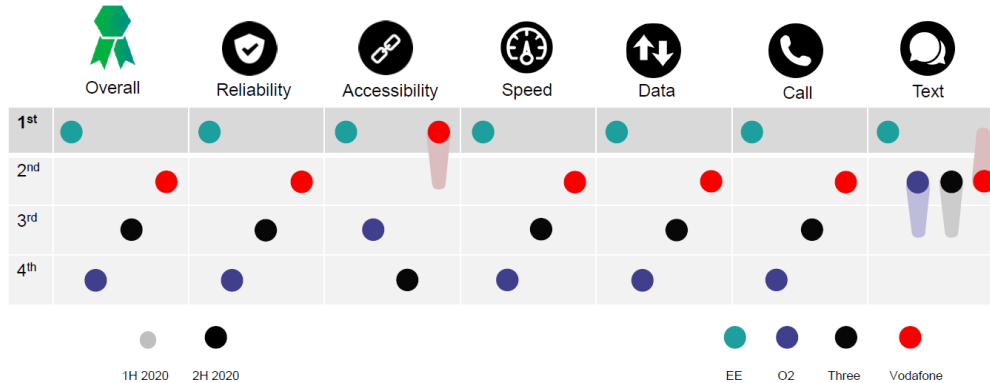 Overall Reliability Accessibility Speed Data Call Text
1st
2nd
3rd
4th
1H 2020 2H 2020 EE O2 Three Vodafone